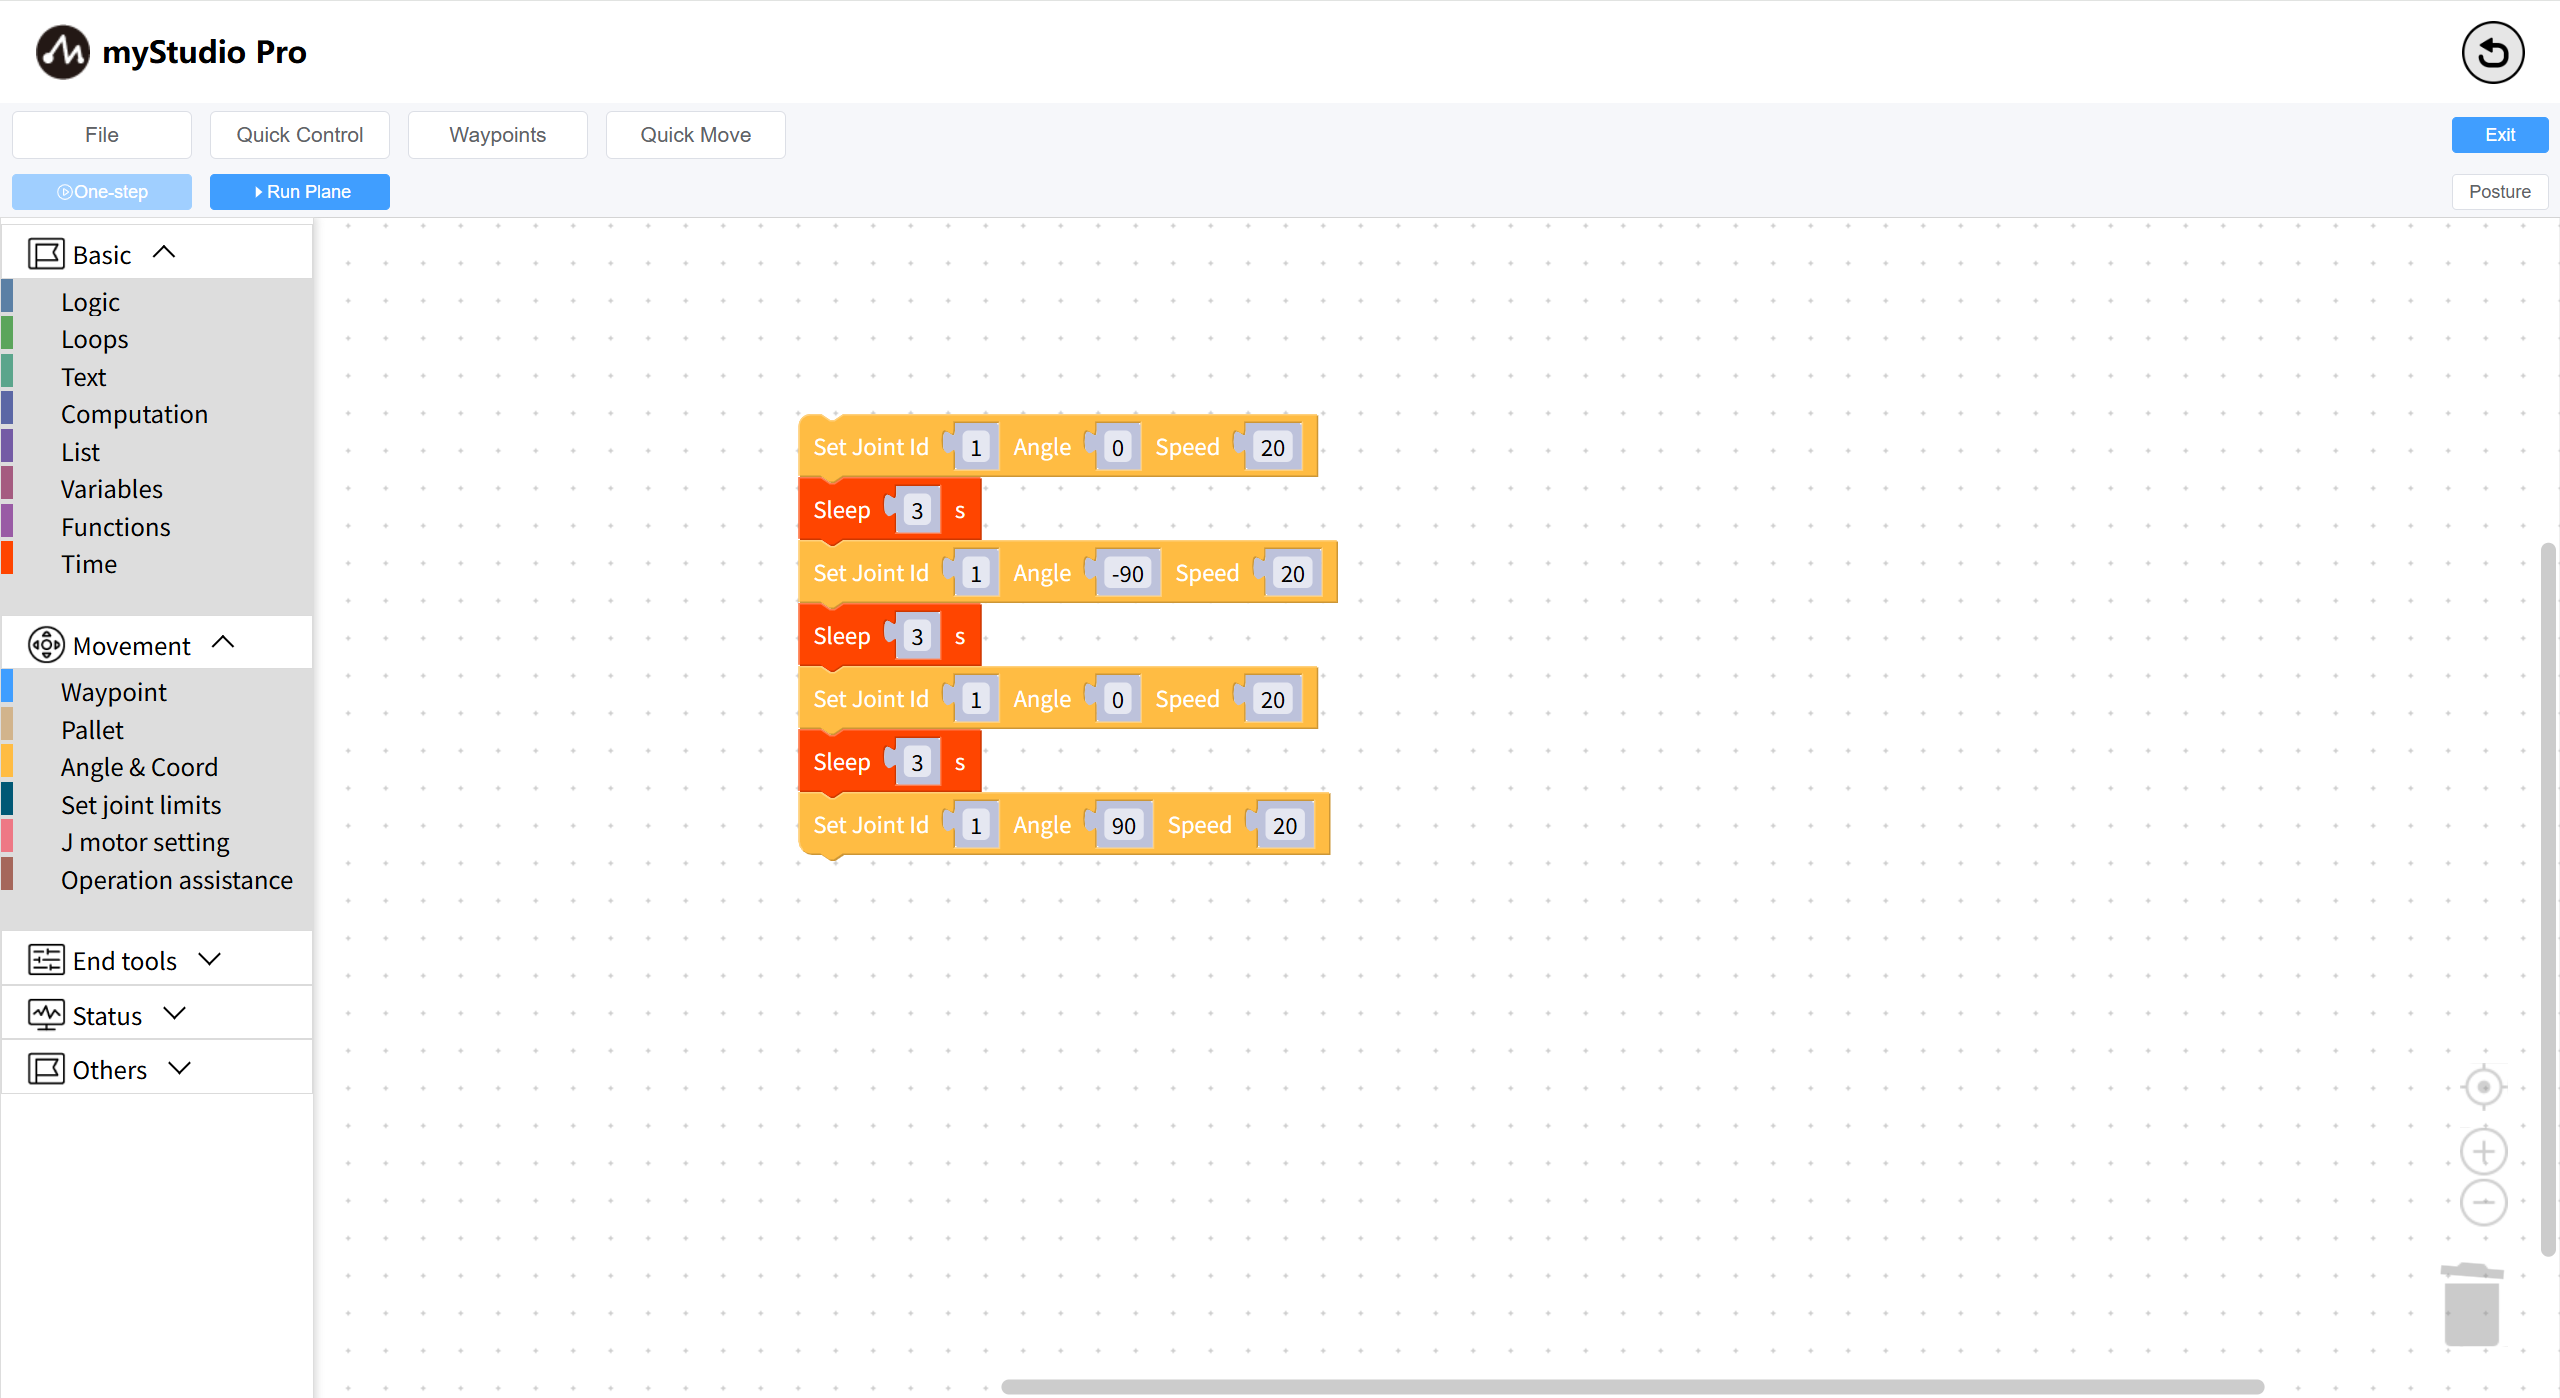 myStudio Pro
File Quick Control Waypoints Quick Move Exit
One-step Run Plane Posture
Basic
Logic
Loops
Text
Computation
List
Variables
Functions
Time
Movement
Waypoint
Pallet
Angle & Coord
Set joint limits
J motor setting
Operation assistance
End tools
Status
Others
Set Joint Id 1 Angle 0 Speed 20
Sleep 3 s
Set Joint Id 1 Angle -90 Speed 20
Sleep 3 s
Set Joint Id 1 Angle 0 Speed 20
Sleep 3 s
Set Joint Id 1 Angle 90 Speed 20